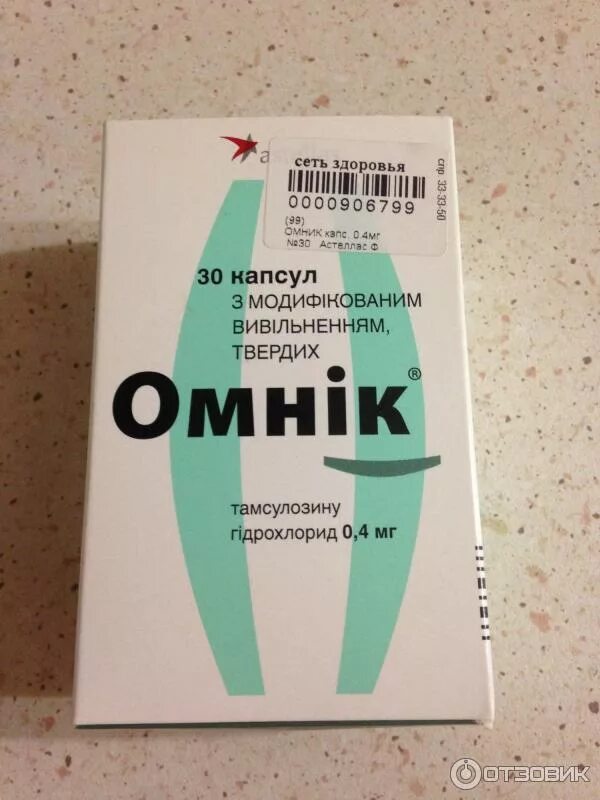 сеть здоровья
0000906799
(99)
ОМНИК капс. 0.4мг
№30 Астеллас Ф
спр 33-33-50
30 капсул
З МОДИФІКОВАНИМ
ВИВІЛЬНЕННЯМ,
ТВЕРДИХ
Омнік®
тамсулозину
гідрохлорид 0,4 мг
ОТЗОВИК